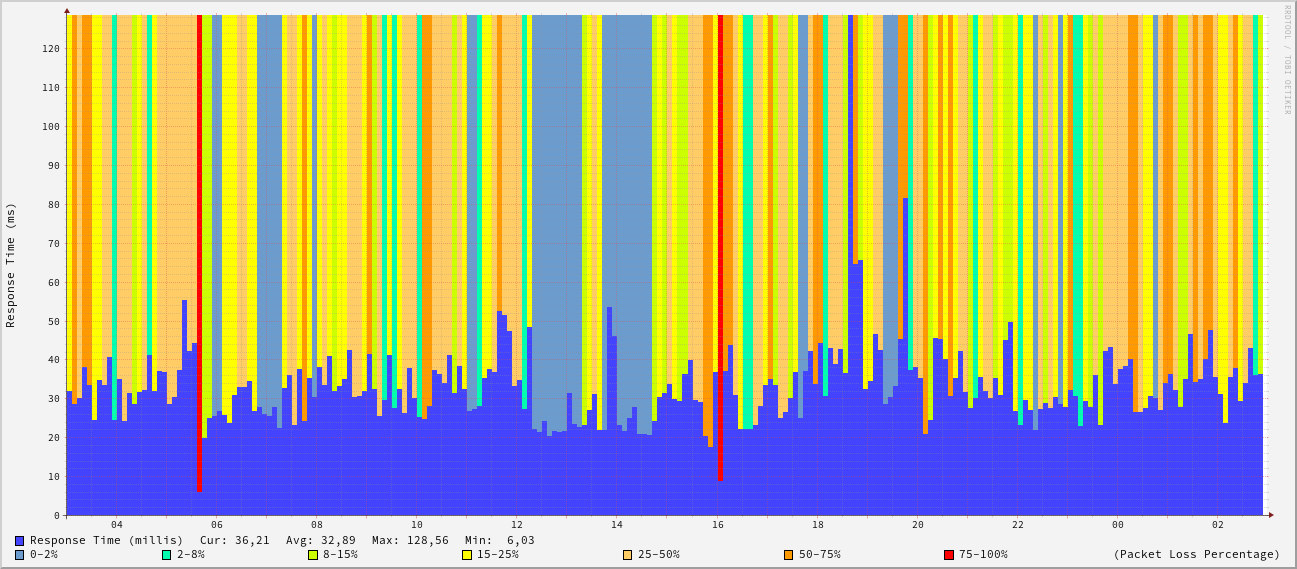 RRDTOOL / TOBI OETIKER
Response Time (ms)
120
110
100
90
80
70
60
50
40
30
20
10
0
04 06 08 10 12 14 16 18 20 22 00 02
Response Time (millis) Cur: 36,21 Avg: 32,89 Max: 128,56 Min: 6,03
0-2% 2-8% 8-15% 15-25% 25-50% 50-75% 75-100% (Packet Loss Percentage)